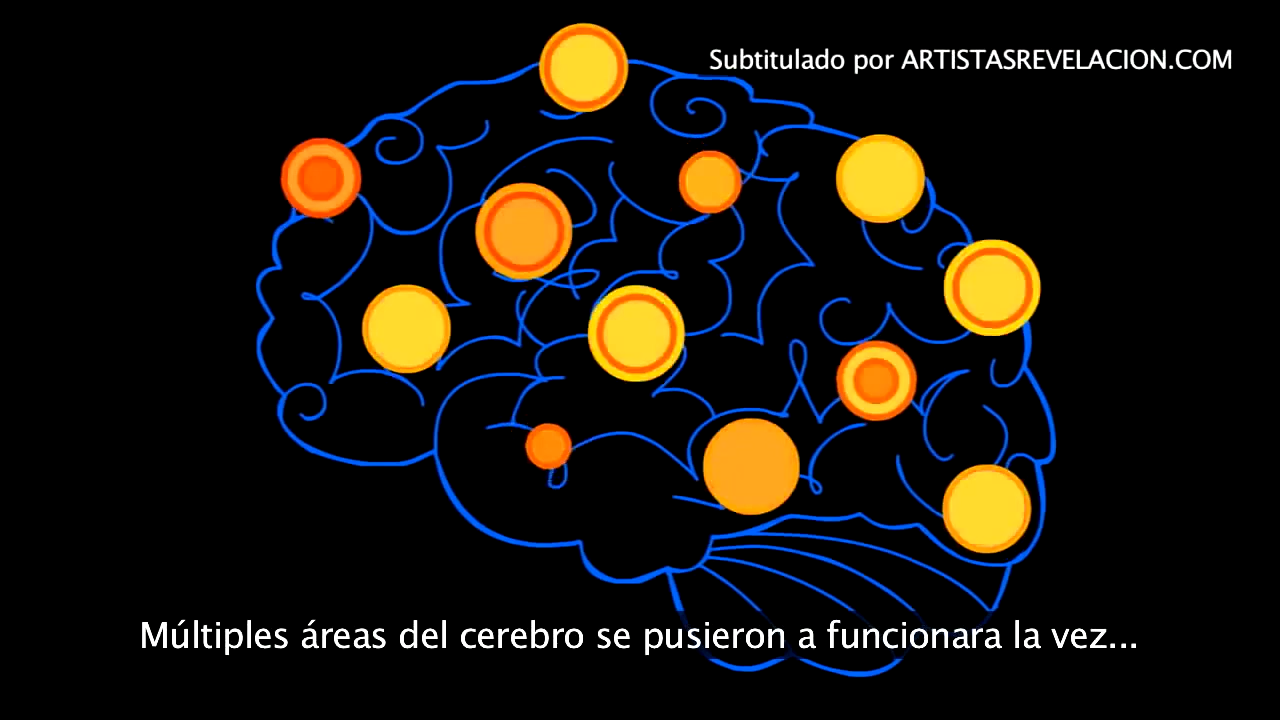 Subtitulado por ARTISTASREVELACION.COM
Múltiples áreas del cerebro se pusieron a funcionara la vez...